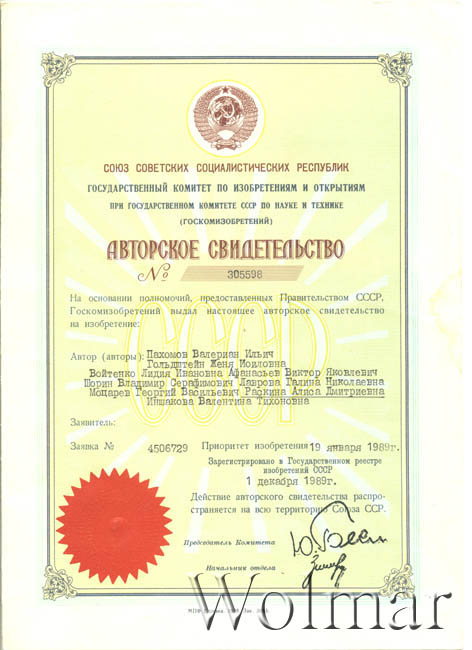 СОЮЗ СОВЕТСКИХ СОЦИАЛИСТИЧЕСКИХ РЕСПУБЛИК
ГОСУДАРСТВЕННЫЙ КОМИТЕТ ПО ИЗОБРЕТЕНИЯМ И ОТКРЫТИЯМ
ПРИ ГОСУДАРСТВЕННОМ КОМИТЕТЕ СССР ПО НАУКЕ И ТЕХНИКЕ
(ГОСКОМИЗОБРЕТЕНИЙ)
АВТОРСКОЕ СВИДЕТЕЛЬСТВО
№ 305598
СССР
На основании полномочий, предоставленных Правительством СССР,
Госкомизобретений выдал настоящее авторское свидетельство
на изобретение:
Автор (авторы): Пахомов Валериан Ильич
Гольдштейн Женя Иоиловна
Войтенко Лидия Ивановна Афанасьев Виктор Яковлевич
Шорин Владимир Серафимович Лаврова Галина Николаевна
Моцарев Георгий Васильевич Раскина Алиса Дмитриевна
Иншакова Валентина Тихоновна
Заявитель:
Заявка № 4506729 Приоритет изобретения 19 января 1989г.
Зарегистрировано в Государственном реестре
изобретений СССР
1 декабря 1989г.
Действие авторского свидетельства распро-
страняется на всю территорию Союза ССР.
Председатель Комитета
Начальник отдела
Wolmar